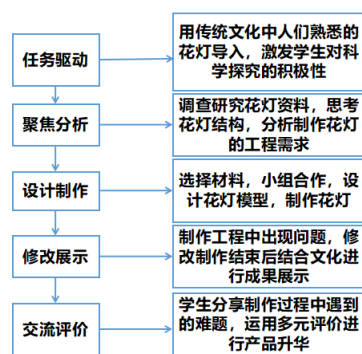 任务驱动
用传统文化中人们熟悉的
花灯导入，激发学生对科
学探究的积极性
聚焦分析
调查研究花灯资料，思考
花灯结构，分析制作花灯
的工程需求
设计制作
选择材料，小组合作，设
计花灯模型，制作花灯
修改展示
制作工程中出现问题，修
改制作结束后结合文化进
行成果展示
交流评价
学生分享制作过程中遇到
的难题，运用多元评价进
行产品升华